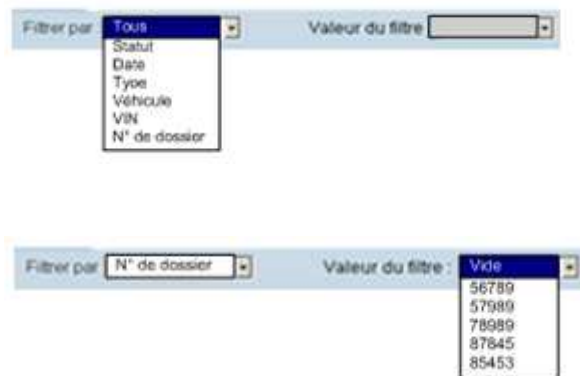 Filtrer par Tous Valeur du filtre
Statut
Date
Tyoe
Véhicule
VIN
N° de dossier
Filtrer par N° de dossier Valeur du filtre : Vide
56789
57989
78989
87845
85453